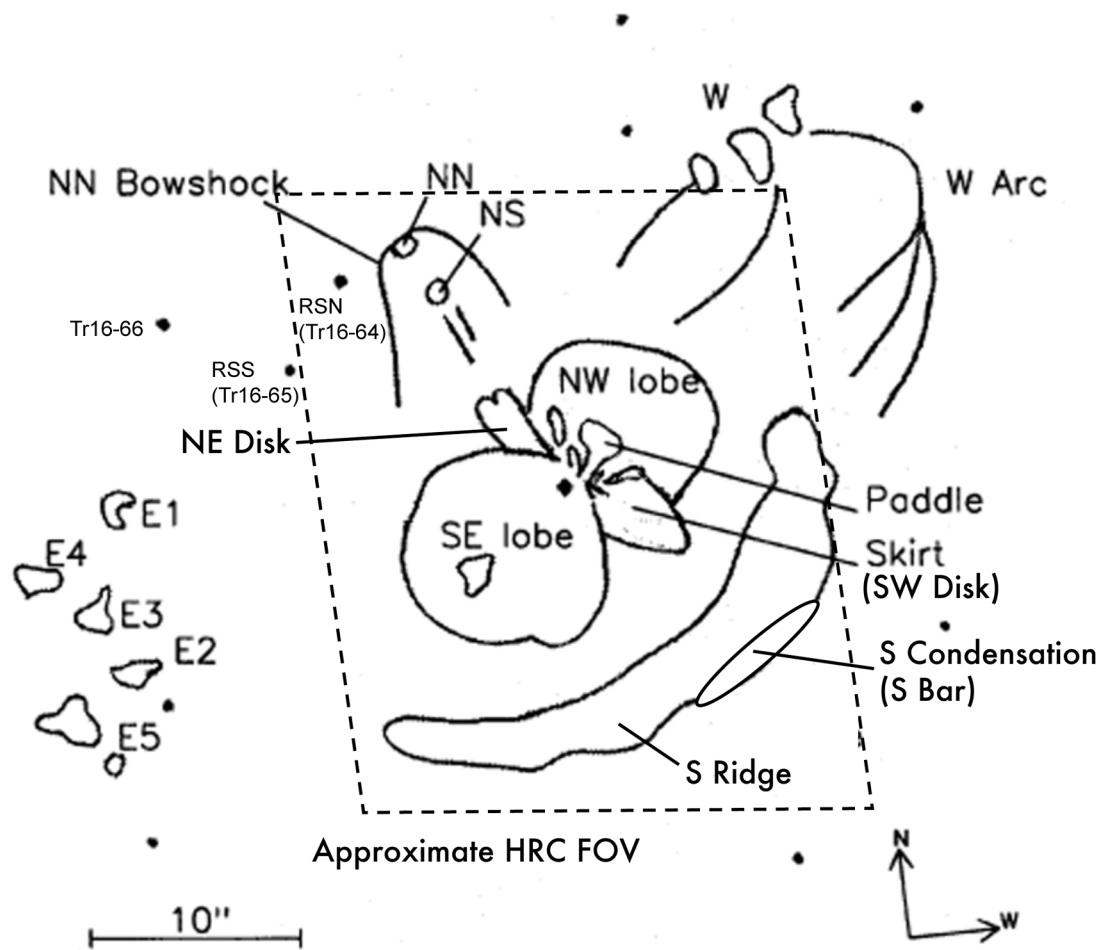 W
NN Bowshock
NN
W Arc
NS
RSN
(Tr16-64)
Tr16-66
RSS
(Tr16-65)
NW lobe
NE Disk
Paddle
E1
SE lobe
Skirt
(SW Disk)
E4
E3
E2
S Condensation
(S Bar)
E5
S Ridge
Approximate HRC FOV
N
10"
W